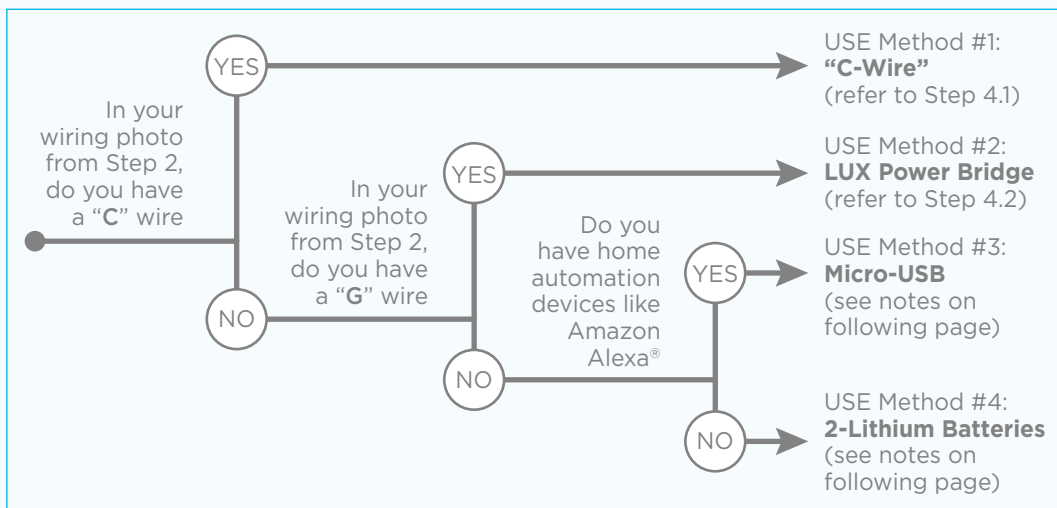 YES
In your
wiring photo
from Step 2,
do you have
a “C” wire
NO
USE Method #1:
“C-Wire”
(refer to Step 4.1)
In your
wiring photo
from Step 2,
do you have
a “G” wire
YES
NO
USE Method #2:
LUX Power Bridge
(refer to Step 4.2)
Do you
have home
automation
devices like
Amazon
Alexa®
YES
NO
USE Method #3:
Micro-USB
(see notes on
following page)
USE Method #4:
2-Lithium Batteries
(see notes on
following page)